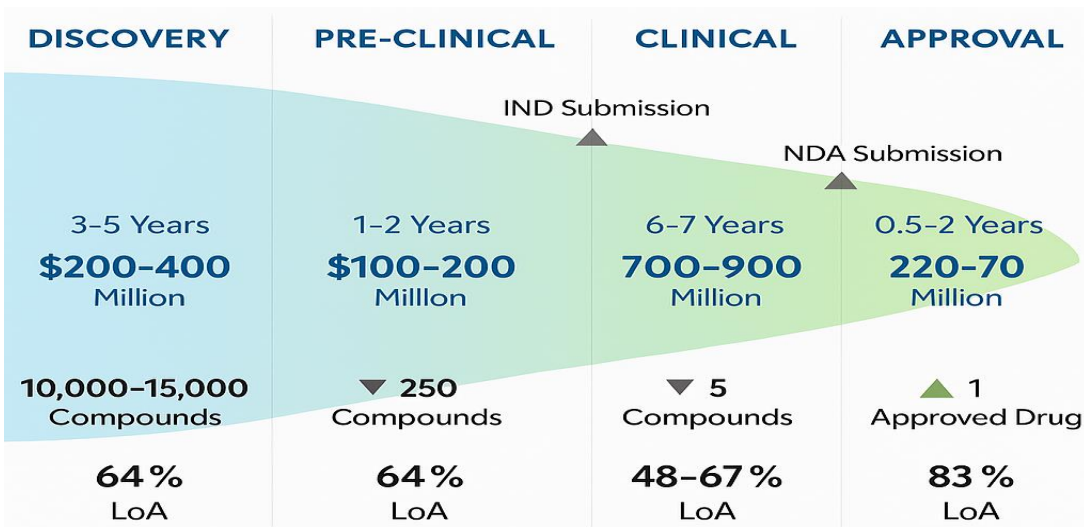 DISCOVERY
PRE-CLINICAL
CLINICAL
APPROVAL
IND Submission
NDA Submission
3–5 Years
$200–400
Million
1–2 Years
$100–200
Milllon
6–7 Years
700–900
Million
0.5–2 Years
220–70
Million
10,000–15,000
Compounds
▼ 250
Compounds
▼ 5
Compounds
▲ 1
Approved Drug
64 %
LoA
64 %
LoA
48–67 %
LoA
83 %
LoA